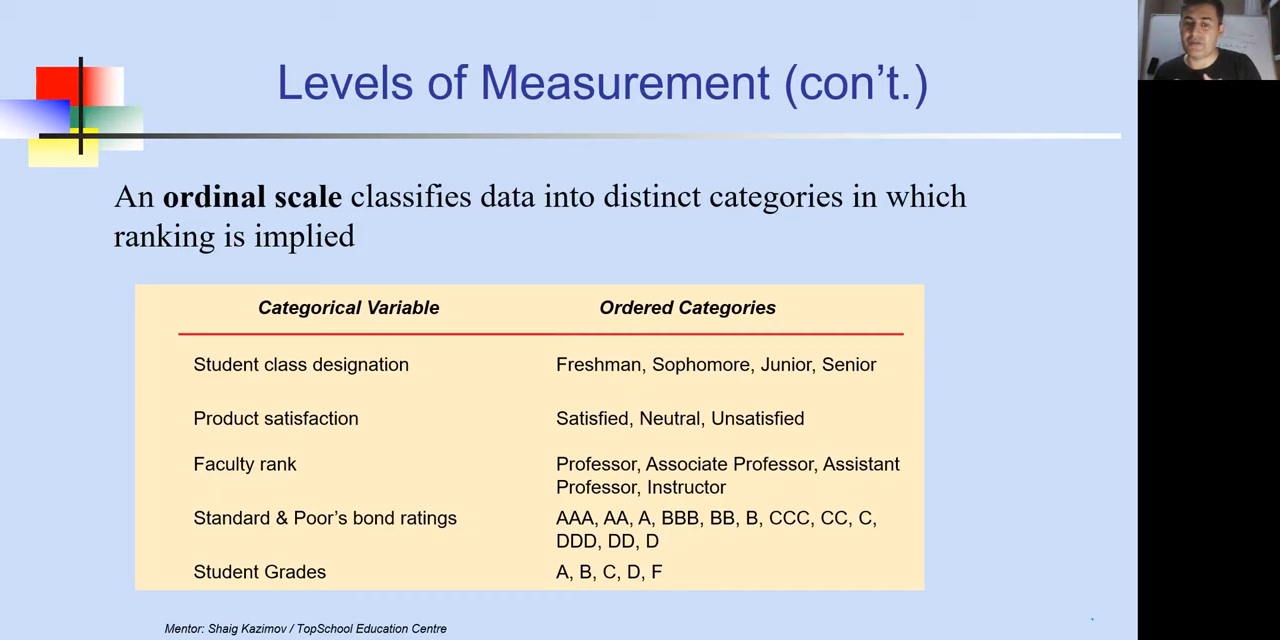 Levels of Measurement (con’t.)
An ordinal scale classifies data into distinct categories in which
ranking is implied
Categorical Variable Ordered Categories
Student class designation Freshman, Sophomore, Junior, Senior
Product satisfaction Satisfied, Neutral, Unsatisfied
Faculty rank Professor, Associate Professor, Assistant
Professor, Instructor
Standard & Poor’s bond ratings AAA, AA, A, BBB, BB, B, CCC, CC, C,
DDD, DD, D
Student Grades A, B, C, D, F
Mentor: Shaig Kazimov / TopSchool Education Centre